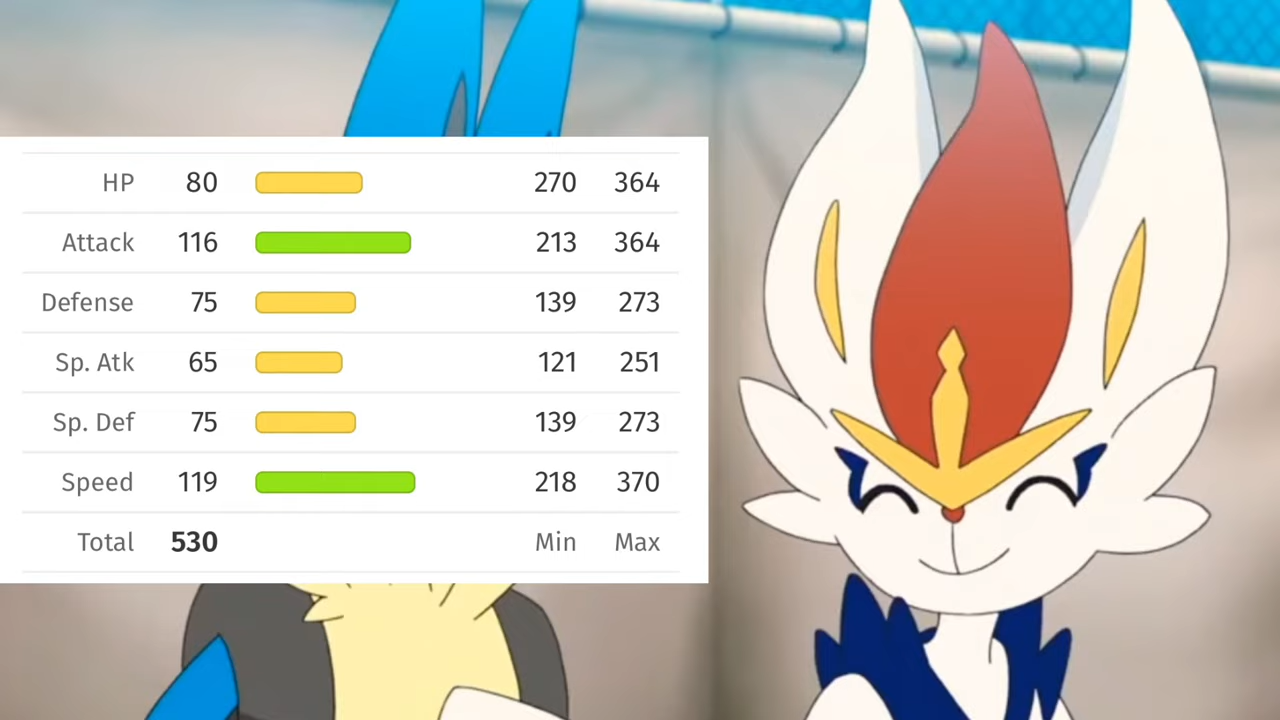 HP 80 270 364
Attack 116 213 364
Defense 75 139 273
Sp. Atk 65 121 251
Sp. Def 75 139 273
Speed 119 218 370
Total 530 Min Max